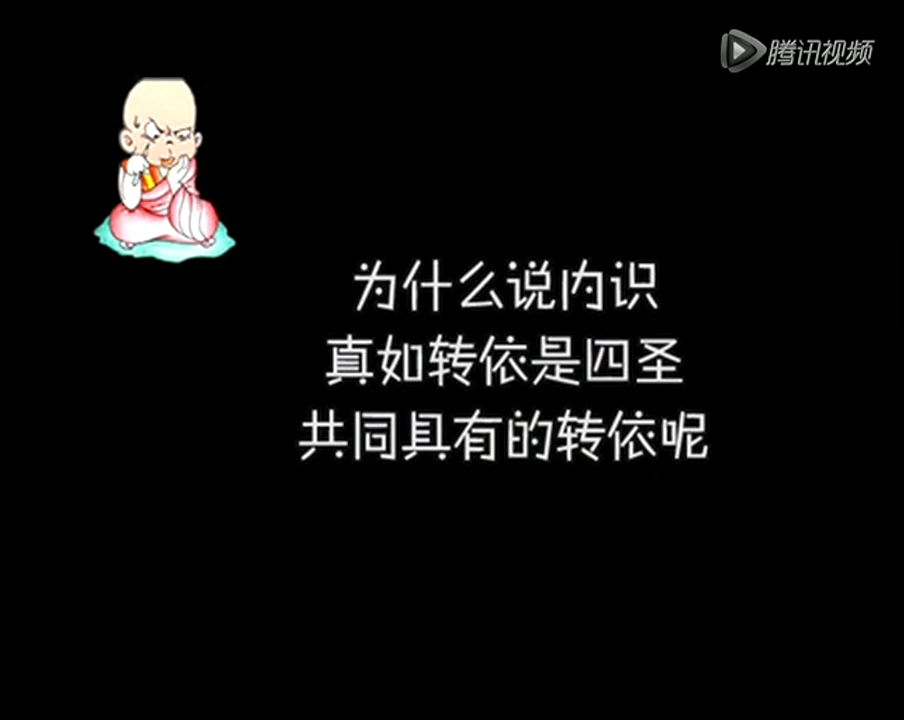 腾讯视频
为什么说内识
真如转依是四圣
共同具有的转依呢